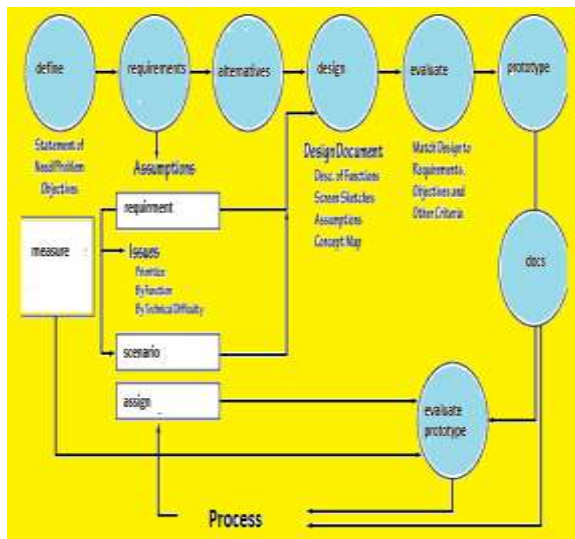 define
requirements
alternatives
design
evaluate
prototype
Statement of
Need/Problem
Objectives
Assumptions
Design Document
Desc. of Functions
Screen Sketches
Assumptions
Concept Map
Match Design to
Requirements,
Objectives and
Other Criteria
requirment
measure
Issues
Prioritize
By Function
By Technical Difficulty
docs
scenario
assign
evaluate
prototype
Process